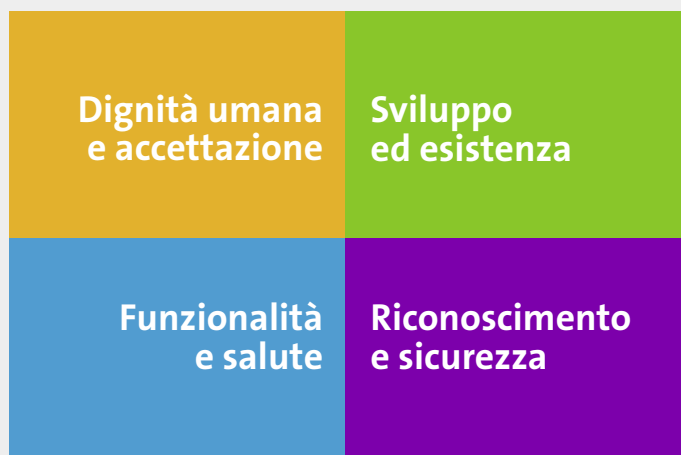 Dignità umana
e accettazione
Sviluppo
ed esistenza
Funzionalità
e salute
Riconoscimento
e sicurezza